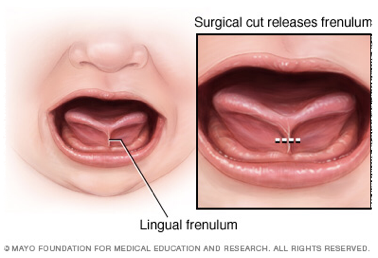 Surgical cut releases frenulum
Lingual frenulum
© MAYO FOUNDATION FOR MEDICAL EDUCATION AND RESEARCH. ALL RIGHTS RESERVED.